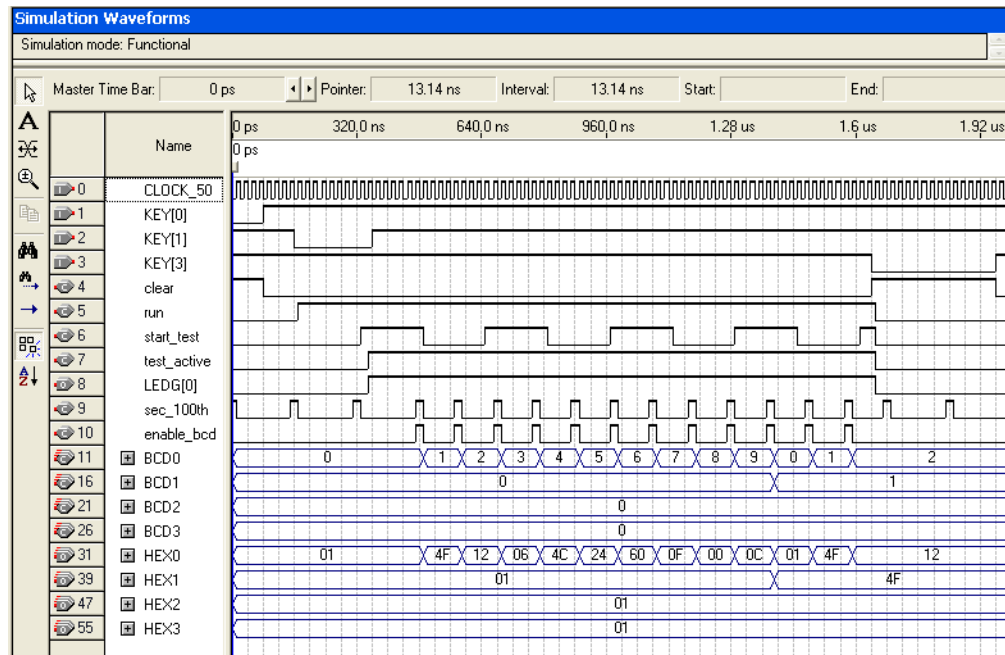 Simulation Waveforms
Simulation mode: Functional
Master Time Bar: 0 ps Pointer: 13.14 ns Interval: 13.14 ns Start: End:
A
Name 0 ps 320.0 ns 640.0 ns 960.0 ns 1.28 us 1.6 us 1.92 us
0 ps
0 CLOCK_50
1 KEY[0]
2 KEY[1]
3 KEY[3]
4 clear
5 run
6 start_test
7 test_active
8 LEDG[0]
9 sec_100th
10 enable_bcd
11 BCD0 0 1 2 3 4 5 6 7 8 9 0 1 2
16 BCD1 0 1
21 BCD2 0
26 BCD3 0
31 HEX0 01 4F 12 06 4C 24 60 0F 00 0C 01 4F 12
39 HEX1 01 4F
47 HEX2 01
55 HEX3 01
A
Z